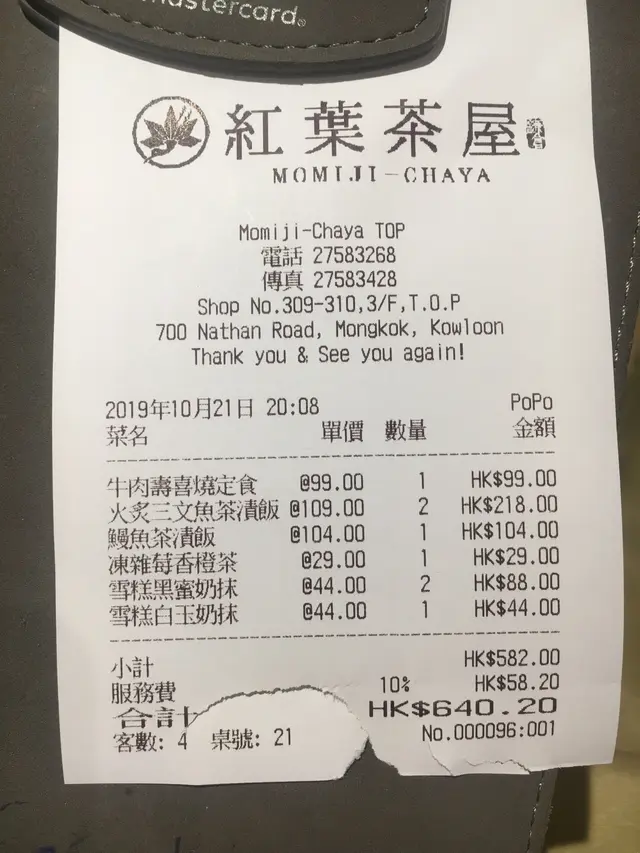 mastercard®
紅葉茶屋
MOMIJI-CHAYA
Momiji-Chaya TOP
電話 27583268
傳真 27583428
Shop No.309-310,3/F,T.O.P
700 Nathan Road, Mongkok, Kowloon
Thank you & See you again!
2019年10月21日 20:08 PoPo
菜名 單價 數量 金額
牛肉壽喜燒定食 @99.00 1 HK$99.00
火炙三文魚茶漬飯 @109.00 2 HK$218.00
鰻魚茶漬飯 @104.00 1 HK$104.00
凍雜莓香橙茶 @29.00 1 HK$29.00
雪糕黑蜜奶抹 @44.00 2 HK$88.00
雪糕白玉奶抹 @44.00 1 HK$44.00
小計 HK$582.00
服務費 10% HK$58.20
合計 HK$640.20
客數: 4 桌號: 21 No.000096:001